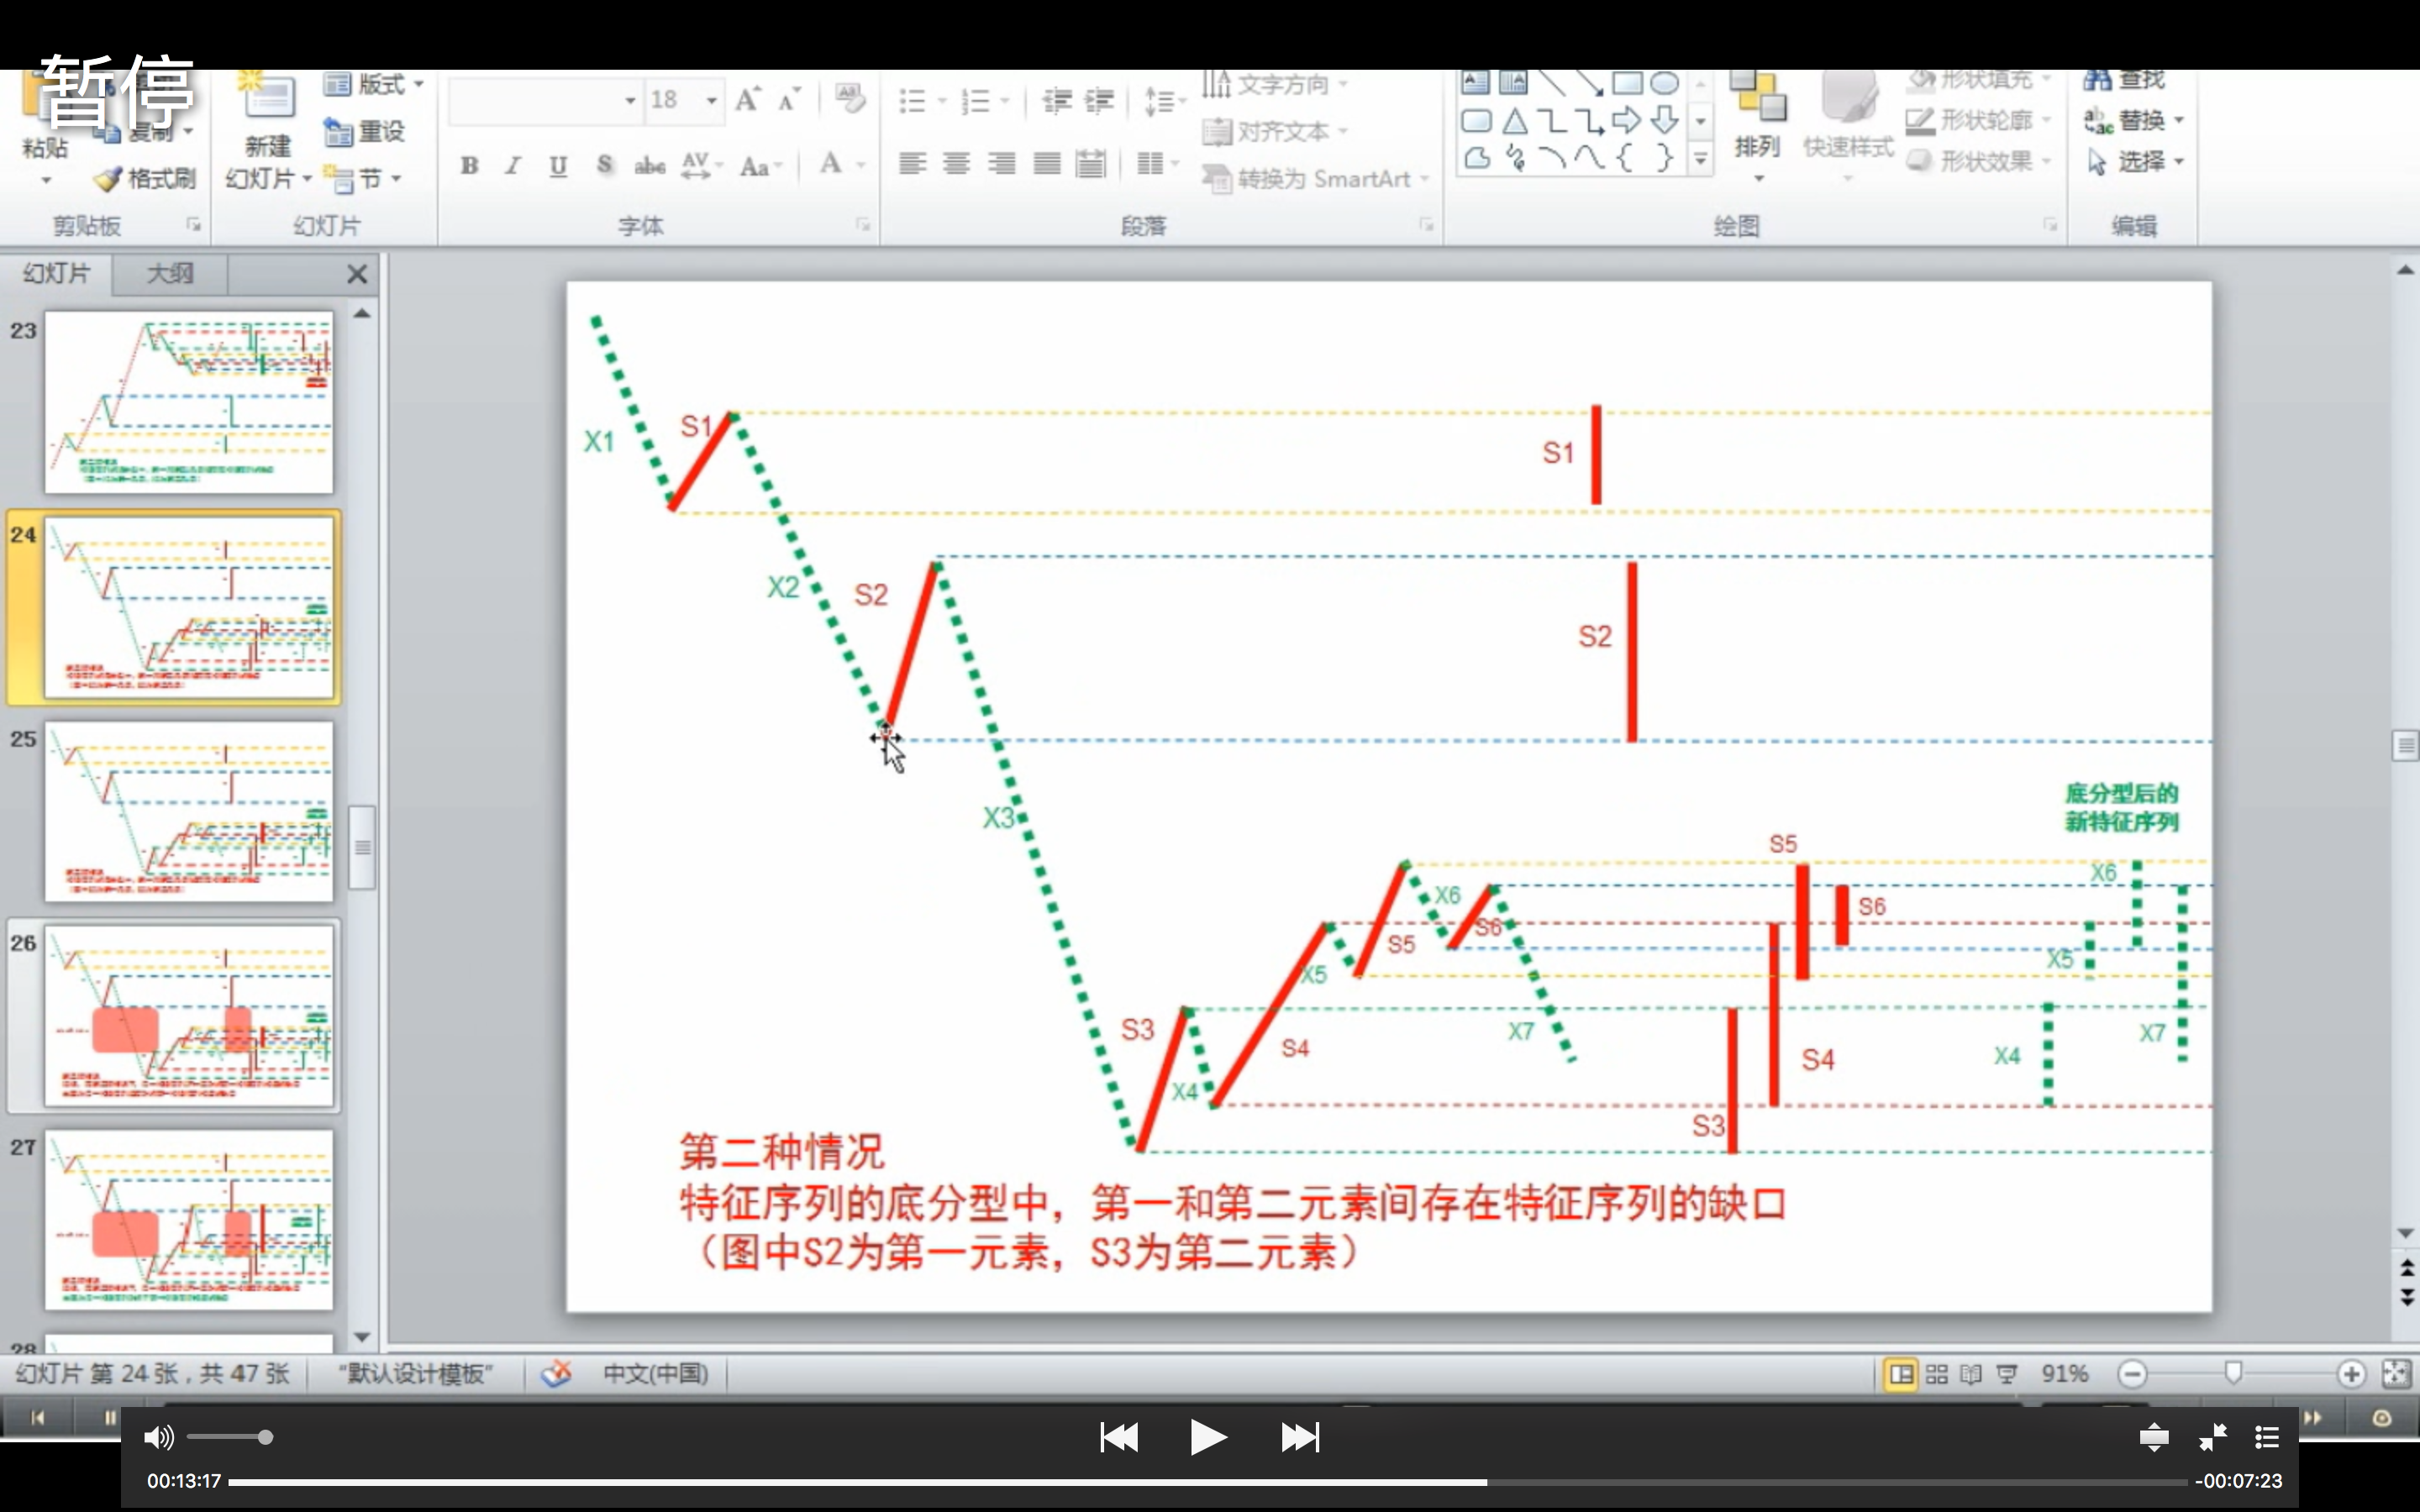 暂停
粘贴
复制
格式刷
剪贴板
新建
幻灯片
版式
重设
节
幻灯片
18
B I U S abc AV Aa A
字体
文字方向
对齐文本
转换为 SmartArt
段落
排列
快速样式
形状填充
形状轮廓
形状效果
绘图
查找
替换
选择
编辑
幻灯片
大纲
23
24
25
26
27
28
X1
S1
S1
X2
S2
S2
X3
底分型后的
新特征序列
S5
X6
X6
S6
S6
S5
X5
X5
S3
S4
X7
X7
S4
X4
X4
S3
第二种情况
特征序列的底分型中，第一和第二元素间存在特征序列的缺口
（图中S2为第一元素，S3为第二元素）
幻灯片 第 24 张，共 47 张
“默认设计模板”
中文(中国)
91%
00:13:17
-00:07:23